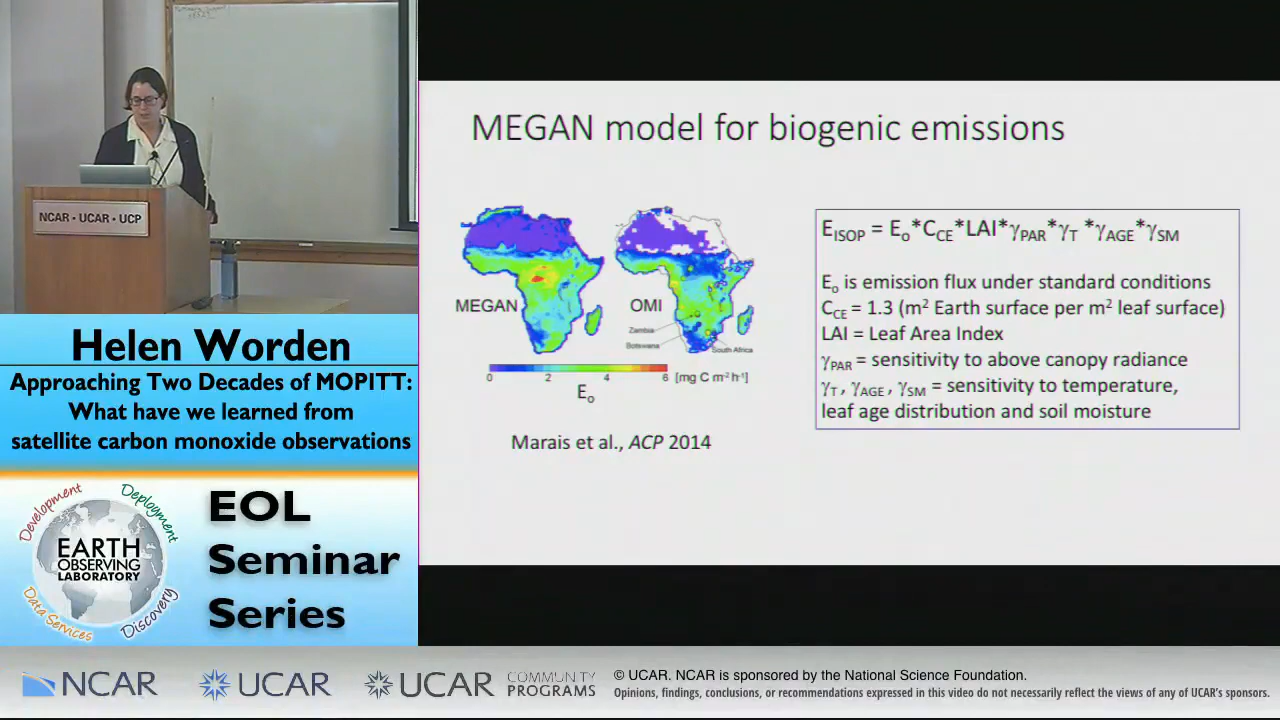 NCAR • UCAR • UCP
Helen Worden
Approaching Two Decades of MOPITT:
What have we learned from
satellite carbon monoxide observations
Development
Deployment
EARTH
OBSERVING
LABORATORY
Data Services
Discovery
EOL
Seminar
Series
MEGAN model for biogenic emissions
MEGAN
OMI
Zambia
Botswana
South Africa
0 2 4 6 [mg C m⁻² h⁻¹]
Eₒ
Marais et al., ACP 2014
E_ISOP = Eₒ*C_CE*LAI*γ_PAR*γ_T *γ_AGE*γ_SM
Eₒ is emission flux under standard conditions
C_CE = 1.3 (m² Earth surface per m² leaf surface)
LAI = Leaf Area Index
γ_PAR = sensitivity to above canopy radiance
γ_T , γ_AGE , γ_SM = sensitivity to temperature,
leaf age distribution and soil moisture
NCAR
UCAR
UCAR
COMMUNITY
PROGRAMS
© UCAR. NCAR is sponsored by the National Science Foundation.
Opinions, findings, conclusions, or recommendations expressed in this video do not necessarily reflect the views of any of UCAR's sponsors.